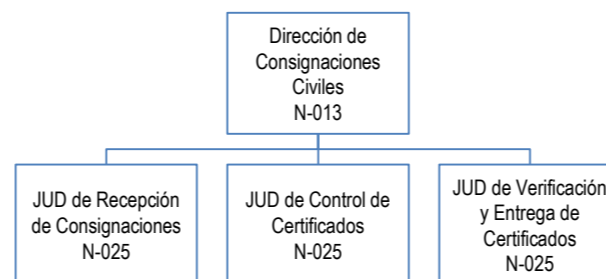 Dirección de
Consignaciones
Civiles
N-013
JUD de Recepción
de Consignaciones
N-025
JUD de Control de
Certificados
N-025
JUD de Verificación
y Entrega de
Certificados
N-025